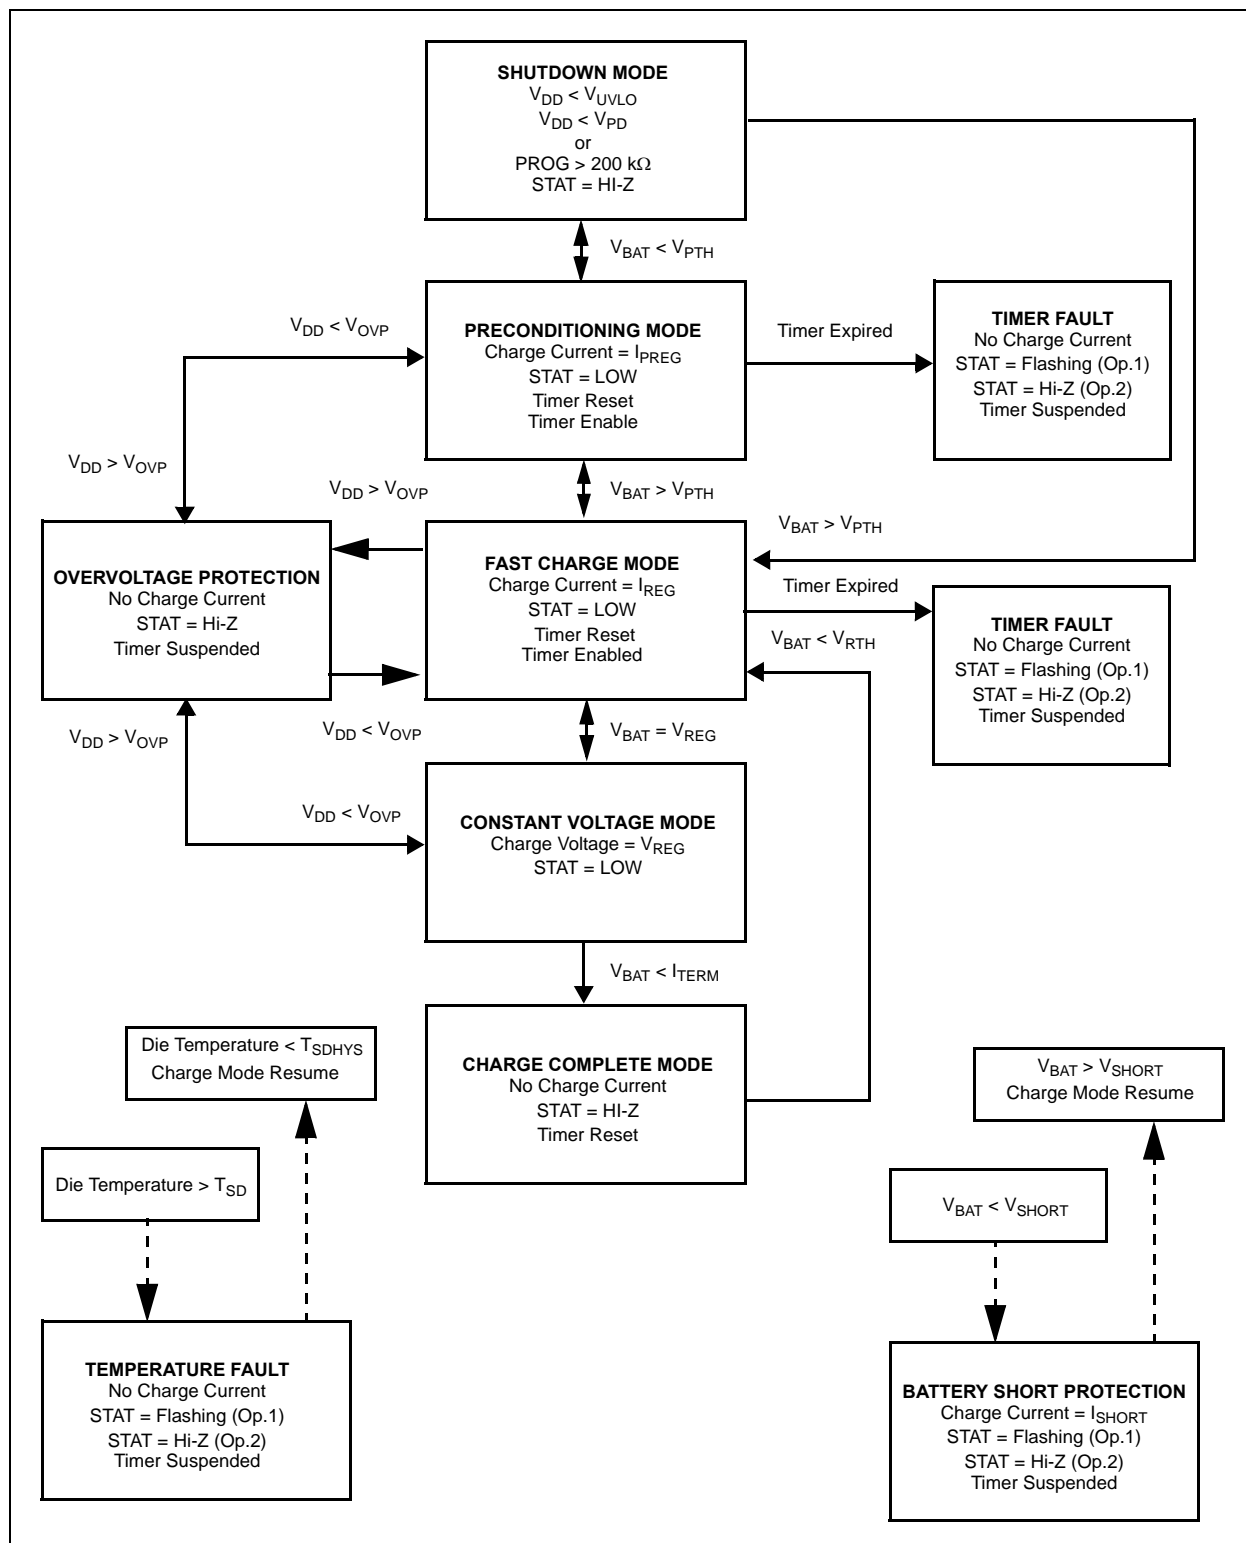 SHUTDOWN MODE
VDD < VUVLO
VDD < VPD
or
PROG > 200 kΩ
STAT = HI-Z
VBAT < VPTH
VDD < VOVP
PRECONDITIONING MODE
Charge Current = IPREG
STAT = LOW
Timer Reset
Timer Enable
Timer Expired
TIMER FAULT
No Charge Current
STAT = Flashing (Op.1)
STAT = Hi-Z (Op.2)
Timer Suspended
VDD > VOVP
VDD > VOVP
VBAT > VPTH
VBAT > VPTH
OVERVOLTAGE PROTECTION
No Charge Current
STAT = Hi-Z
Timer Suspended
FAST CHARGE MODE
Charge Current = IREG
STAT = LOW
Timer Reset
Timer Enabled
Timer Expired
VBAT < VRTH
TIMER FAULT
No Charge Current
STAT = Flashing (Op.1)
STAT = Hi-Z (Op.2)
Timer Suspended
VDD > VOVP
VDD < VOVP
VBAT = VREG
VDD < VOVP
CONSTANT VOLTAGE MODE
Charge Voltage = VREG
STAT = LOW
VBAT < ITERM
Die Temperature < TSDHYS
Charge Mode Resume
CHARGE COMPLETE MODE
No Charge Current
STAT = HI-Z
Timer Reset
VBAT > VSHORT
Charge Mode Resume
Die Temperature > TSD
VBAT < VSHORT
TEMPERATURE FAULT
No Charge Current
STAT = Flashing (Op.1)
STAT = Hi-Z (Op.2)
Timer Suspended
BATTERY SHORT PROTECTION
Charge Current = ISHORT
STAT = Flashing (Op.1)
STAT = Hi-Z (Op.2)
Timer Suspended